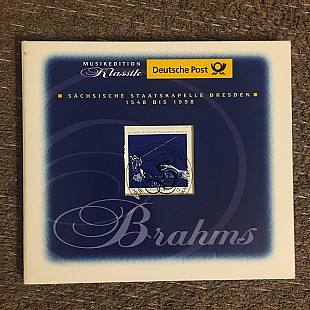 MUSIKEDITION
Klassik
Deutsche Post
SÄCHSISCHE STAATSKAPELLE DRESDEN
1548 BIS 1998
Brahms